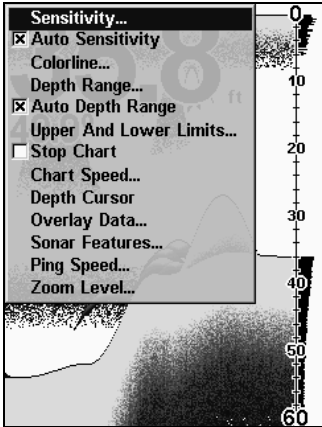 Sensitivity...
Auto Sensitivity
Colorline...
Depth Range...
Auto Depth Range
Upper And Lower Limits...
Stop Chart
Chart Speed...
Depth Cursor
Overlay Data...
Sonar Features...
Ping Speed...
Zoom Level...
ft
0
10
20
30
40
50
60